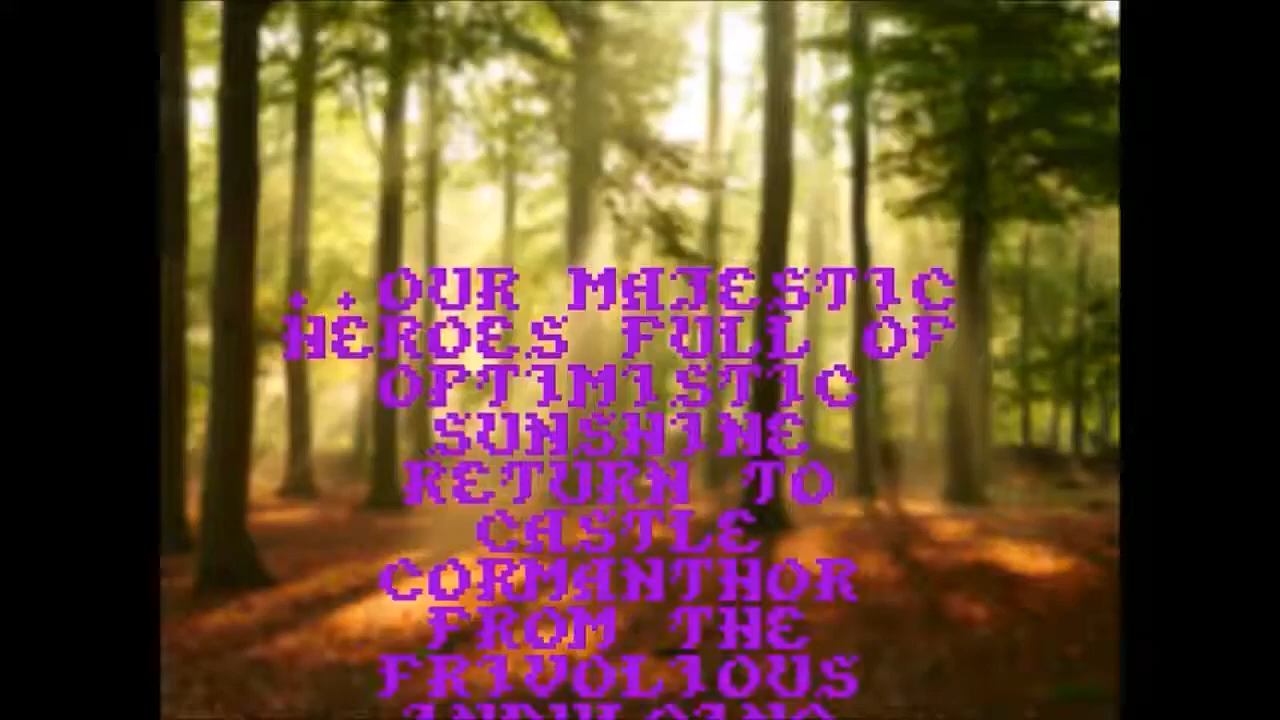 ..OUR MAJESTIC
HEROES FULL OF
OPTIMISTIC
SUNSHINE
RETURN TO
CASTLE
CORMANTHOR
FROM THE
FRIVOLIOUS